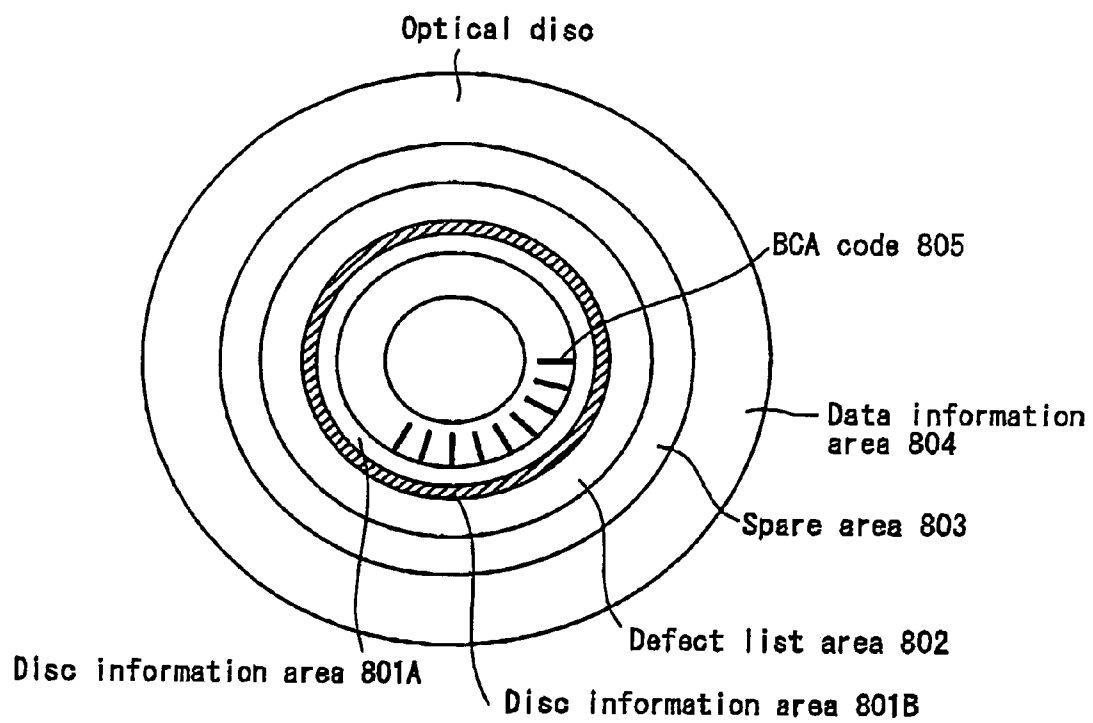 Optical disc
BCA code 805
Data information
area 804
Spare area 803
Defect list area 802
Disc information area 801A
Disc information area 801B